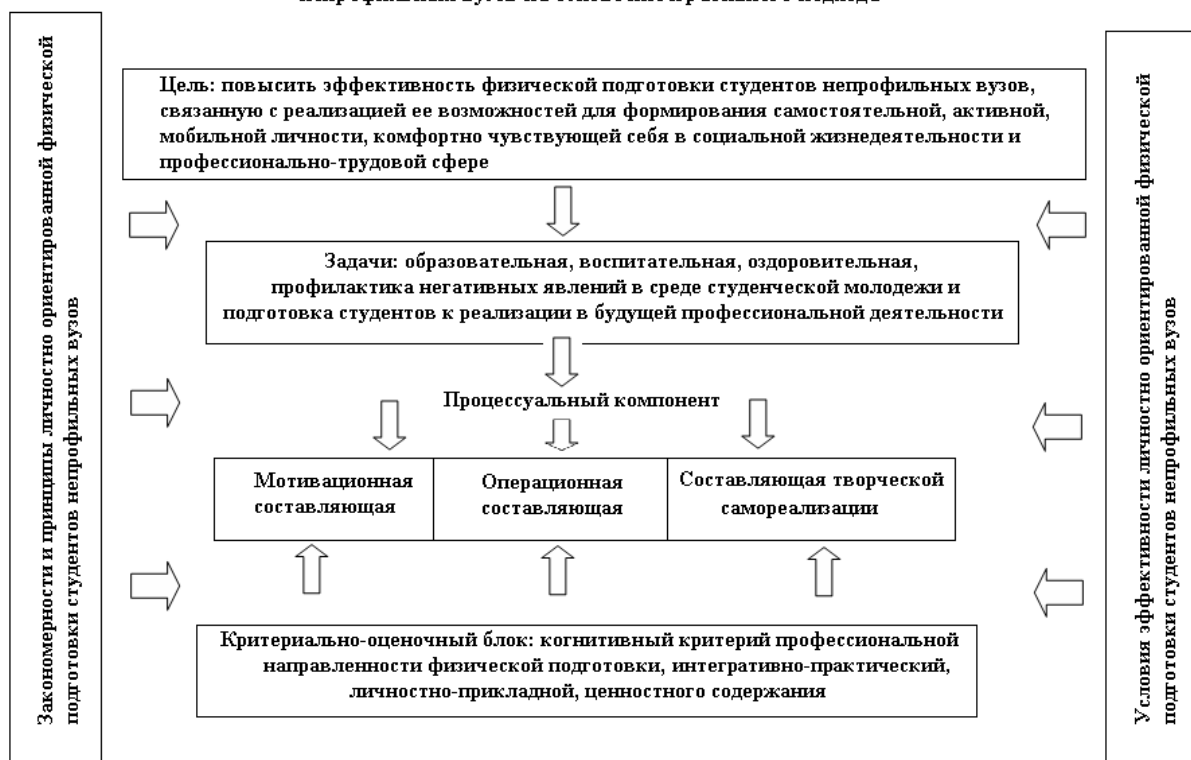 Закономерности и принципы личностно ориентированной физической
подготовки студентов непрофильных вузов
Цель: повысить эффективность физической подготовки студентов непрофильных вузов,
связанную с реализацией ее возможностей для формирования самостоятельной, активной,
мобильной личности, комфортно чувствующей себя в социальной жизнедеятельности и
профессионально-трудовой сфере
Задачи: образовательная, воспитательная, оздоровительная,
профилактика негативных явлений в среде студенческой молодежи и
подготовка студентов к реализации в будущей профессиональной деятельности
Процессуальный компонент
Мотивационная
составляющая
Операционная
составляющая
Составляющая творческой
самореализации
Критериально-оценочный блок: когнитивный критерий профессиональной
направленности физической подготовки, интегративно-практический,
личностно-прикладной, ценностного содержания
Условия эффективности личностно ориентированной физической
подготовки студентов непрофильных вузов